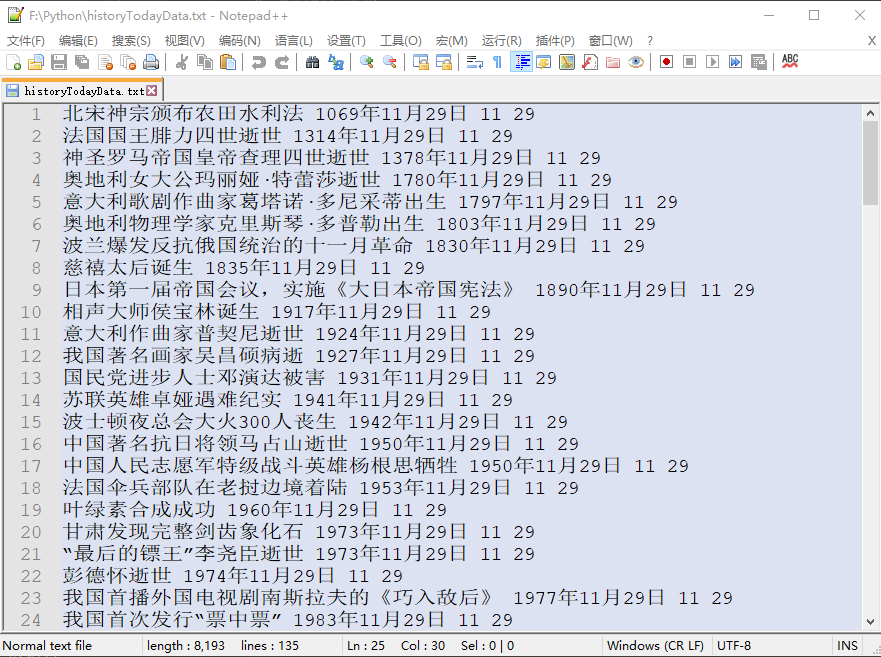 F:\Python\historyTodayData.txt - Notepad++
文件(F) 编辑(E) 搜索(S) 视图(V) 编码(N) 语言(L) 设置(T) 工具(O) 宏(M) 运行(R) 插件(P) 窗口(W) ? X
ABC
historyTodayData.txt
1 北宋神宗颁布农田水利法 1069年11月29日 11 29
2 法国国王腓力四世逝世 1314年11月29日 11 29
3 神圣罗马帝国皇帝查理四世逝世 1378年11月29日 11 29
4 奥地利女大公玛丽娅·特蕾莎逝世 1780年11月29日 11 29
5 意大利歌剧作曲家葛塔诺·多尼采蒂出生 1797年11月29日 11 29
6 奥地利物理学家克里斯琴·多普勒出生 1803年11月29日 11 29
7 波兰爆发反抗俄国统治的十一月革命 1830年11月29日 11 29
8 慈禧太后诞生 1835年11月29日 11 29
9 日本第一届帝国会议，实施《大日本帝国宪法》 1890年11月29日 11 29
10 相声大师侯宝林诞生 1917年11月29日 11 29
11 意大利作曲家普契尼逝世 1924年11月29日 11 29
12 我国著名画家吴昌硕病逝 1927年11月29日 11 29
13 国民党进步人士邓演达被害 1931年11月29日 11 29
14 苏联英雄卓娅遇难纪实 1941年11月29日 11 29
15 波士顿夜总会大火300人丧生 1942年11月29日 11 29
16 中国著名抗日将领马占山逝世 1950年11月29日 11 29
17 中国人民志愿军特级战斗英雄杨根思牺牲 1950年11月29日 11 29
18 法国伞兵部队在老挝边境着陆 1953年11月29日 11 29
19 叶绿素合成成功 1960年11月29日 11 29
20 甘肃发现完整剑齿象化石 1973年11月29日 11 29
21 “最后的镖王”李尧臣逝世 1973年11月29日 11 29
22 彭德怀逝世 1974年11月29日 11 29
23 我国首播外国电视剧南斯拉夫的《巧入敌后》 1977年11月29日 11 29
24 我国首次发行“票中票” 1983年11月29日 11 29
Normal text file length : 8,193 lines : 135 Ln : 25 Col : 30 Sel : 0 | 0 Windows (CR LF) UTF-8 INS